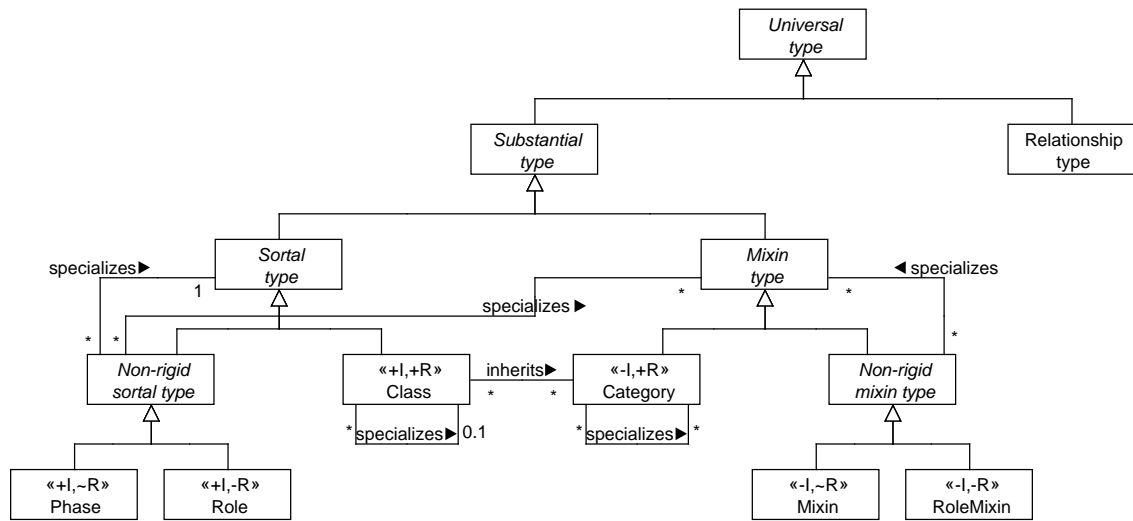 Universal
type
Substantial
type
Relationship
type
Sortal
type
Mixin
type
specializes▶
◀ specializes
1
*
*
specializes ▶
*
*
*
*
Non-rigid
sortal type
«+I,+R»
Class
inherits▶
*
*
«-I,+R»
Category
Non-rigid
mixin type
*
specializes▶
0.1
*
specializes▶
*
«+I,~R»
Phase
«+I,-R»
Role
«-I,~R»
Mixin
«-I,-R»
RoleMixin